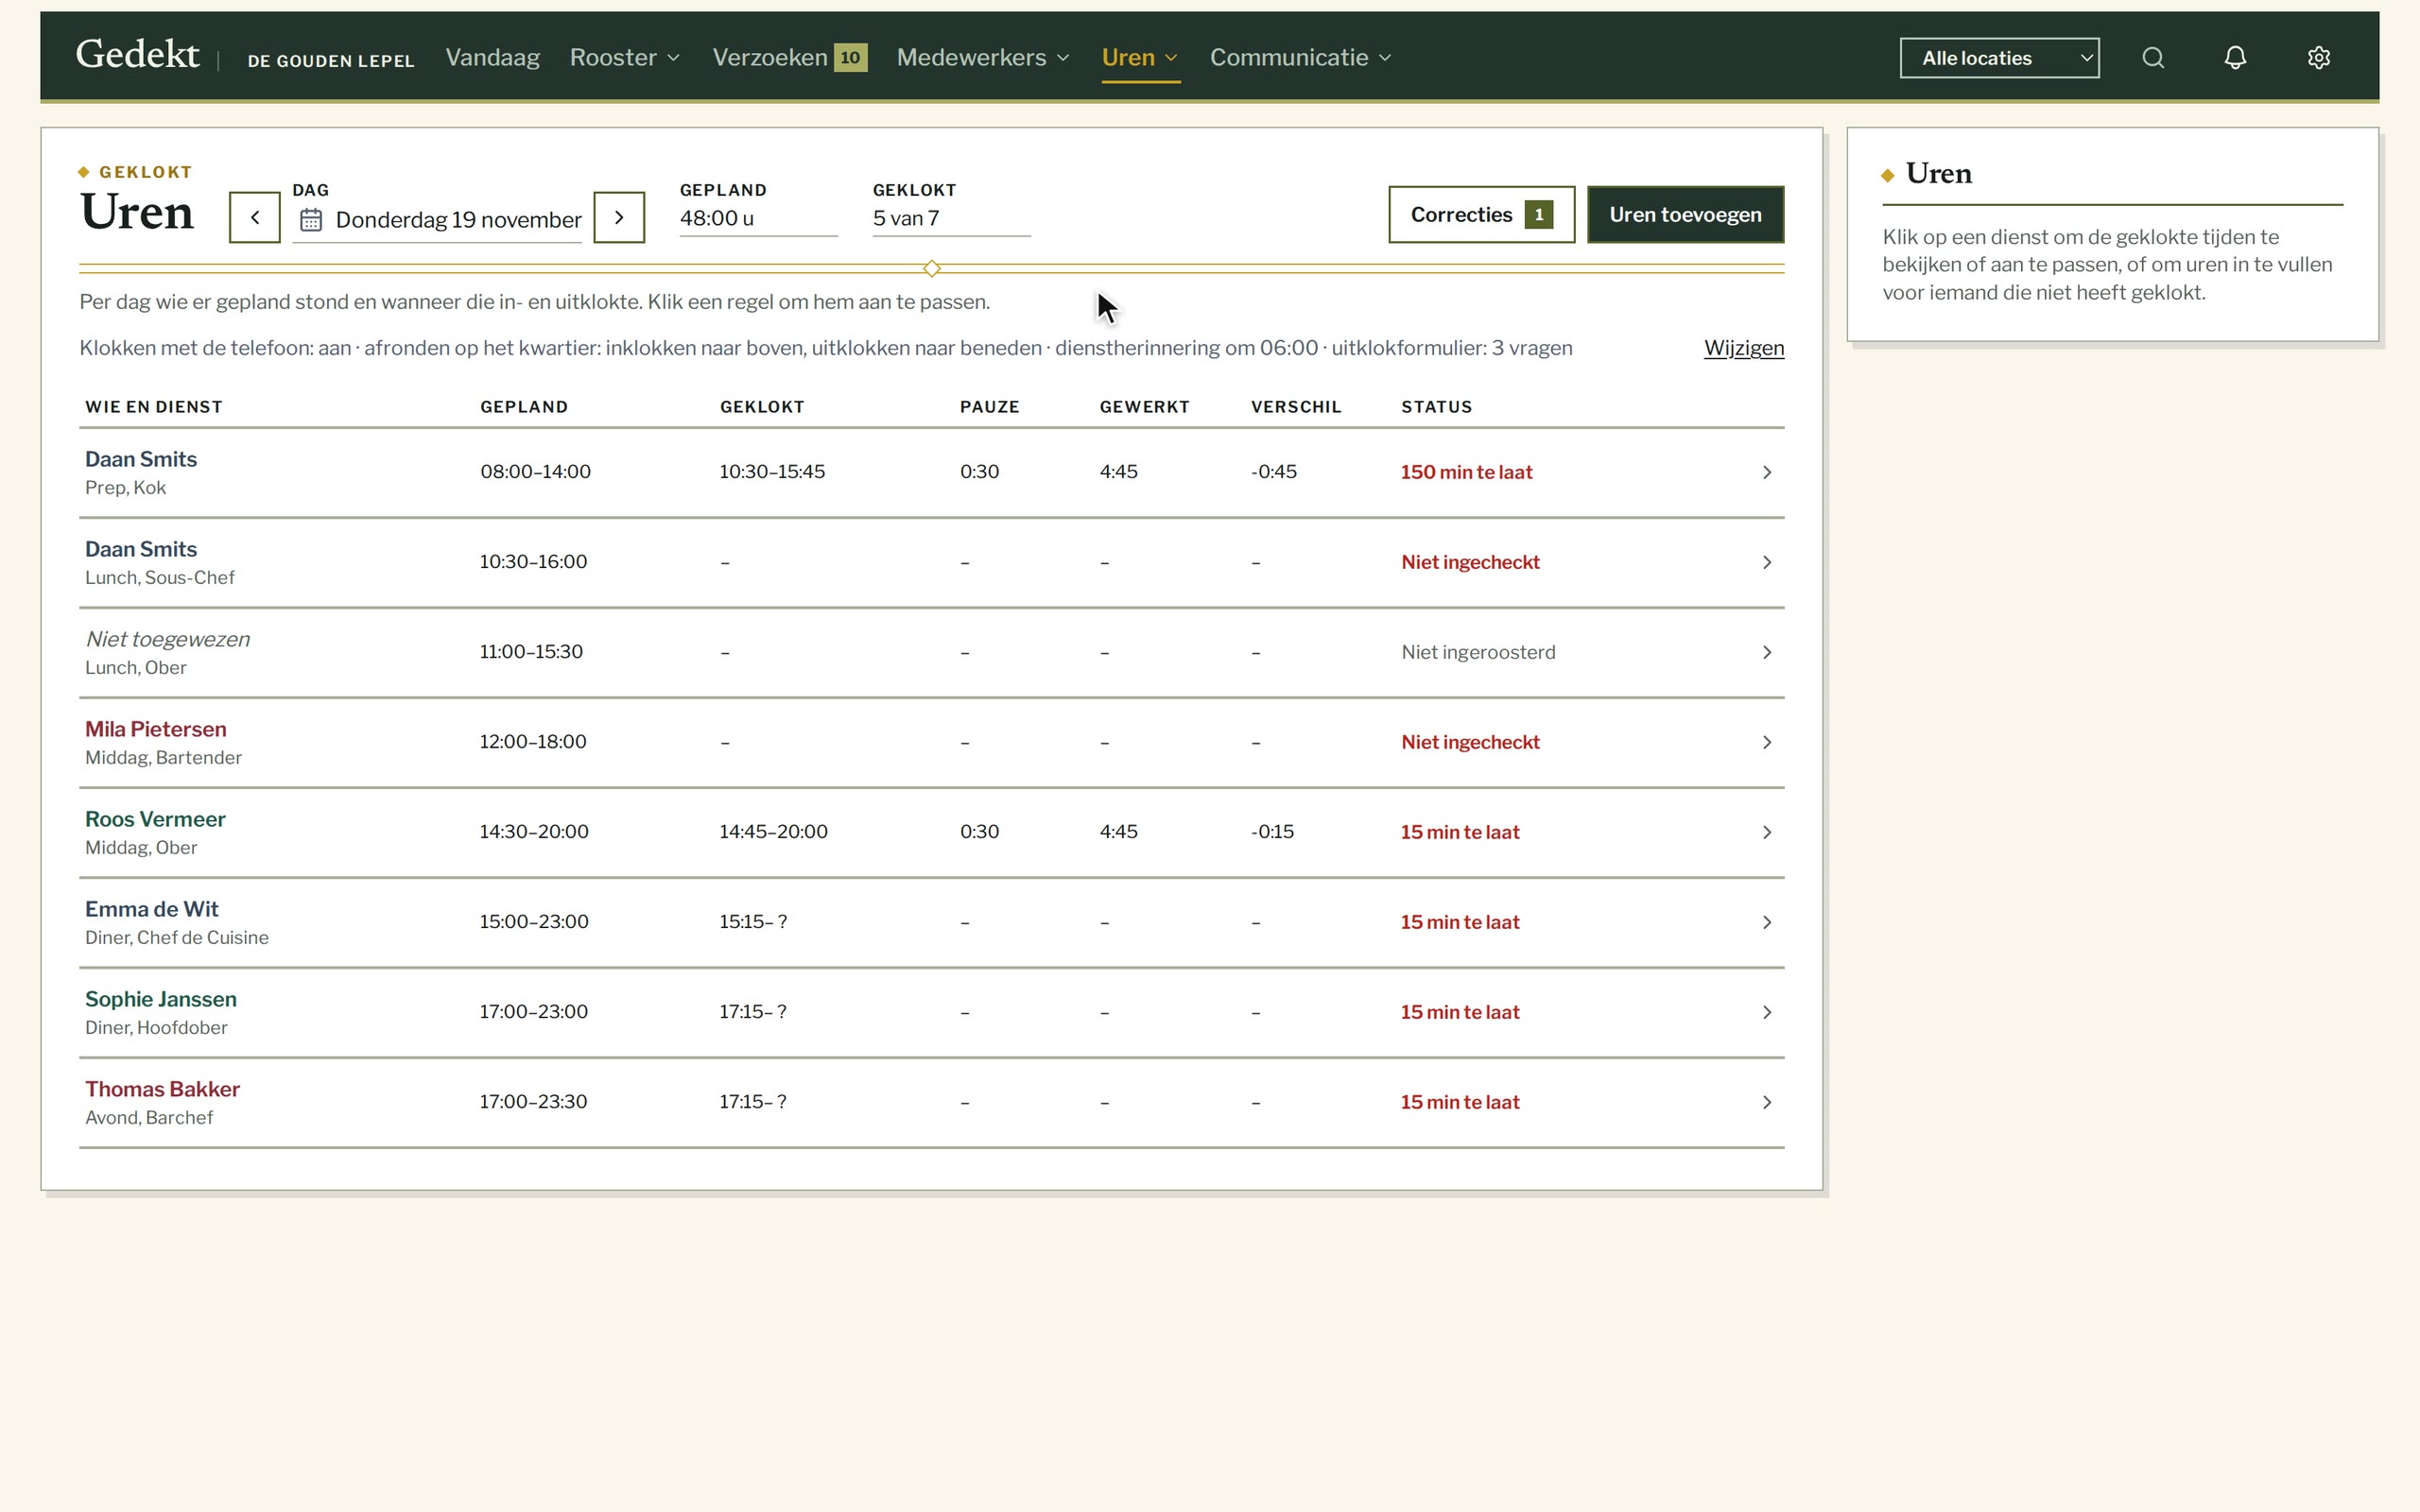 Gedekt DE GOUDEN LEPEL Vandaag Rooster Verzoeken 10 Medewerkers Uren Communicatie Alle locaties
GEKLOKT
Uren
DAG
Donderdag 19 november
GEPLAND
48:00 u
GEKLOKT
5 van 7
Correcties 1
Uren toevoegen
Per dag wie er gepland stond en wanneer die in- en uitklokte. Klik een regel om hem aan te passen.
Klokken met de telefoon: aan · afronden op het kwartier: inklokken naar boven, uitklokken naar beneden · dienstherinnering om 06:00 · uitklokformulier: 3 vragen Wijzigen
WIE EN DIENST GEPLAND GEKLOKT PAUZE GEWERKT VERSCHIL STATUS
Daan Smits
Prep, Kok
08:00–14:00 10:30–15:45 0:30 4:45 -0:45 150 min te laat
Daan Smits
Lunch, Sous-Chef
10:30–16:00 – – – – Niet ingecheckt
Niet toegewezen
Lunch, Ober
11:00–15:30 – – – – Niet ingeroosterd
Mila Pietersen
Middag, Bartender
12:00–18:00 – – – – Niet ingecheckt
Roos Vermeer
Middag, Ober
14:30–20:00 14:45–20:00 0:30 4:45 -0:15 15 min te laat
Emma de Wit
Diner, Chef de Cuisine
15:00–23:00 15:15– ? – – – 15 min te laat
Sophie Janssen
Diner, Hoofdober
17:00–23:00 17:15– ? – – – 15 min te laat
Thomas Bakker
Avond, Barchef
17:00–23:30 17:15– ? – – – 15 min te laat
Uren
Klik op een dienst om de geklokte tijden te
bekijken of aan te passen, of om uren in te vullen
voor iemand die niet heeft geklokt.